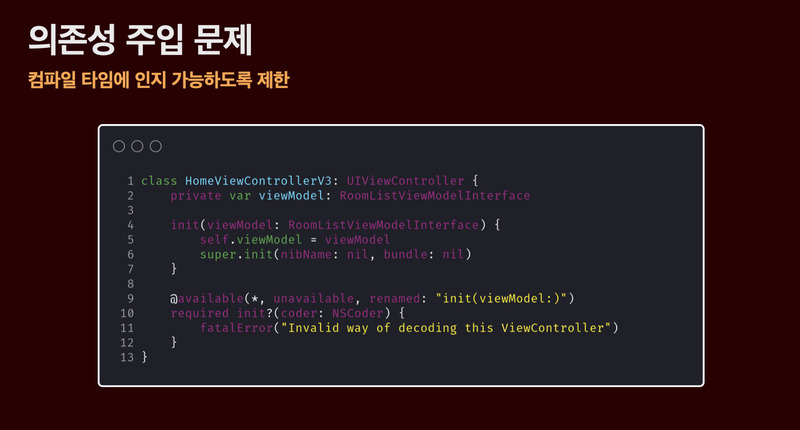 의존성 주입 문제
컴파일 타임에 인지 가능하도록 제한
1 class HomeViewControllerV3: UIViewController {
2     private var viewModel: RoomListViewModelInterface
3
4     init(viewModel: RoomListViewModelInterface) {
5         self.viewModel = viewModel
6         super.init(nibName: nil, bundle: nil)
7     }
8
9     @available(*, unavailable, renamed: "init(viewModel:)")
10     required init?(coder: NSCoder) {
11         fatalError("Invalid way of decoding this ViewController")
12     }
13 }